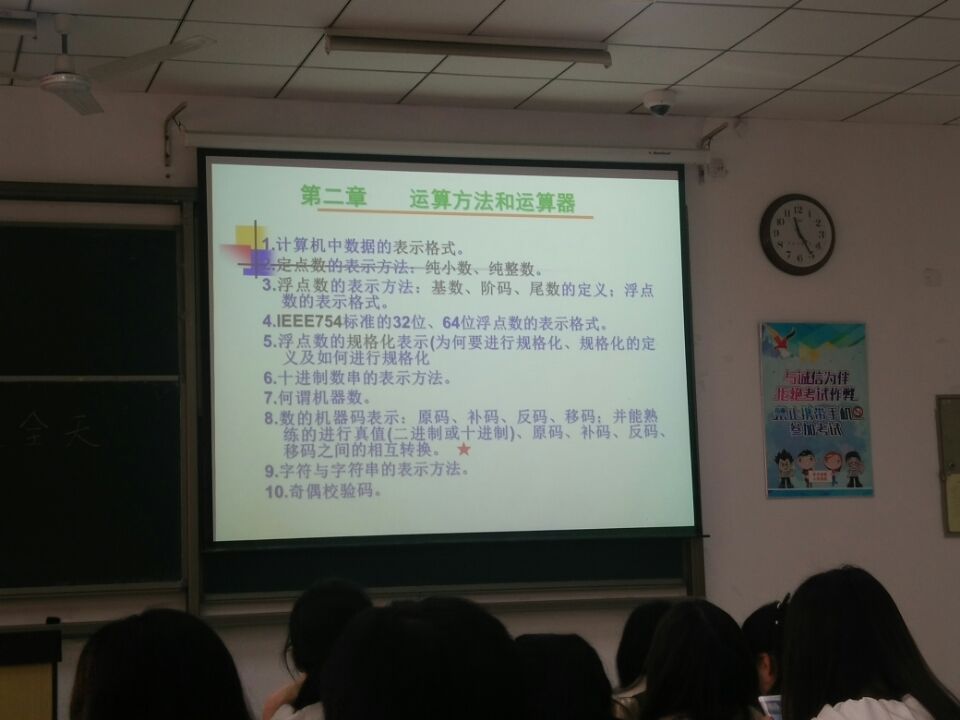 第二章 运算方法和运算器
1.计算机中数据的表示格式。
2.定点数的表示方法：纯小数、纯整数。
3.浮点数的表示方法：基数、阶码、尾数的定义；浮点
数的表示格式。
4.IEEE754标准的32位、64位浮点数的表示格式。
5.浮点数的规格化表示(为何要进行规格化、规格化的定
义及如何进行规格化
6.十进制数串的表示方法。
7.何谓机器数。
8.数的机器码表示：原码、补码、反码、移码；并能熟
练的进行真值(二进制或十进制)、原码、补码、反码、
移码之间的相互转换。
9.字符与字符串的表示方法。
10.奇偶校验码。
全天
与诚信为伴
拒绝考试作弊
禁止携带手机
参加考试